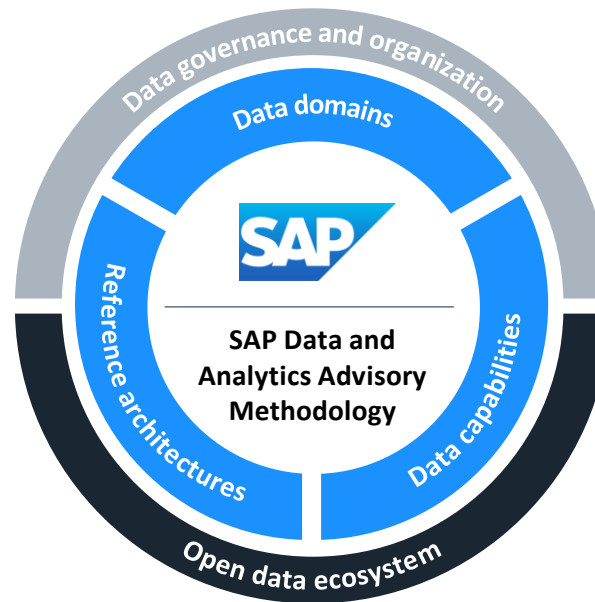 Data governance and organization
Data domains
SAP
SAP Data and
Analytics Advisory
Methodology
Reference architectures
Data capabilities
Open data ecosystem